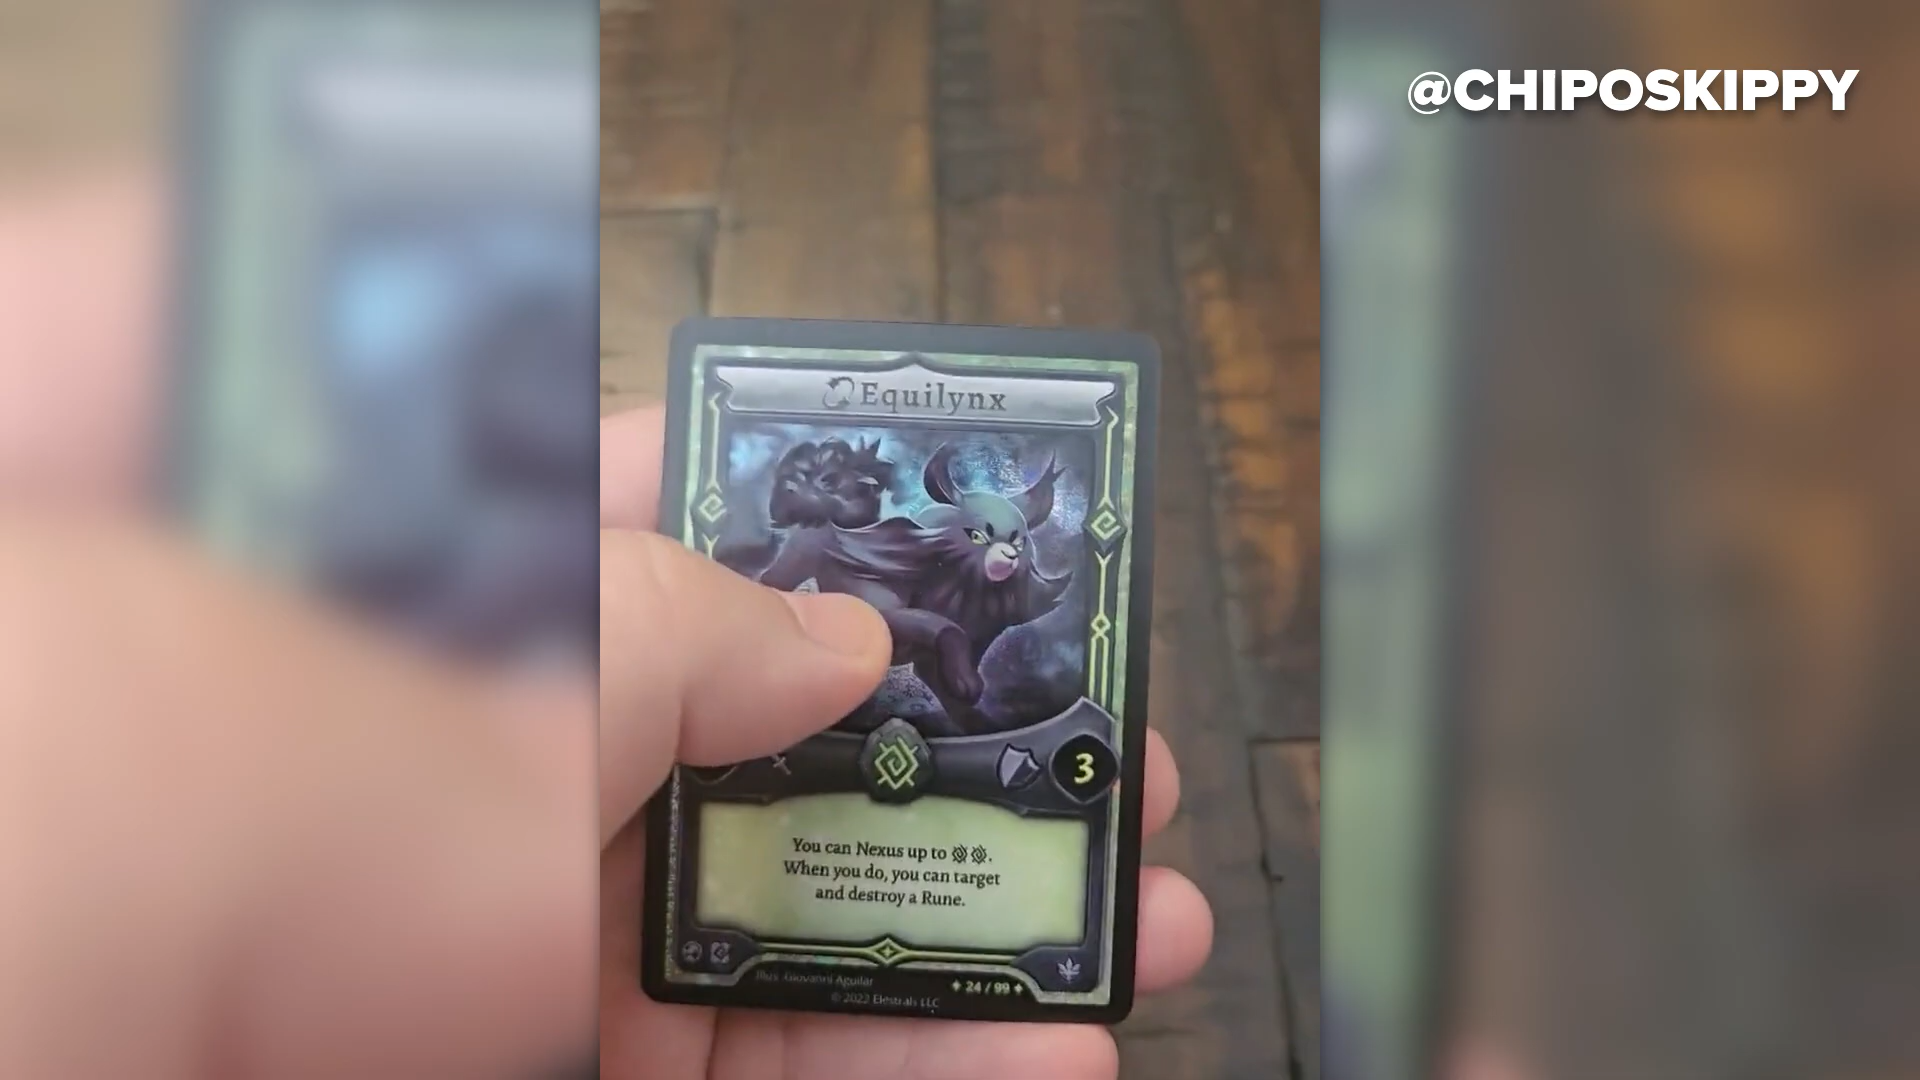 @CHIPOSKIPPY
Equilynx
3
You can Nexus up to
When you do, you can target
and destroy a Rune.
Illus. Giovanni Aguilar
24 / 99
© 2022 Elestrals LLC